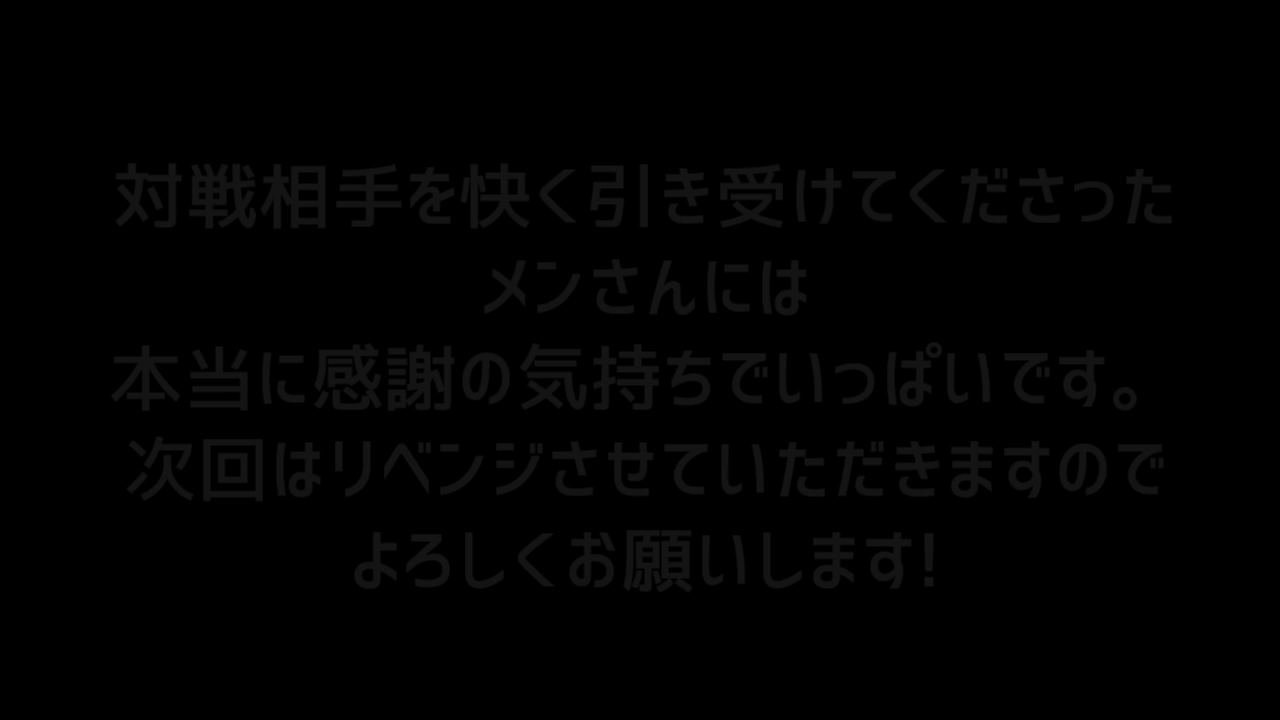 対戦相手を快く引き受けてくださった
メンさんには
本当に感謝の気持ちでいっぱいです。
次回はリベンジさせていただきますので
よろしくお願いします!